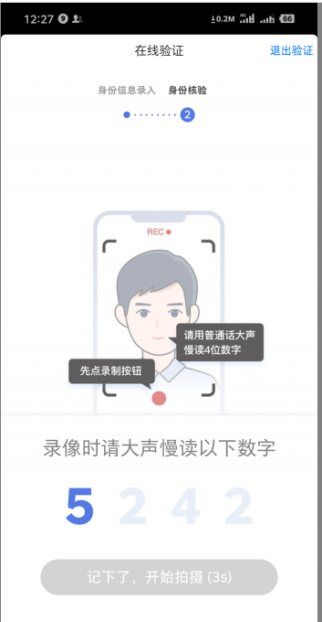 12:27
0.2M
66
在线验证
退出验证
身份信息录入
身份核验
2
REC
请用普通话大声
慢读4位数字
先点录制按钮
录像时请大声慢读以下数字
5 2 4 2
记下了，开始拍摄 (3s)